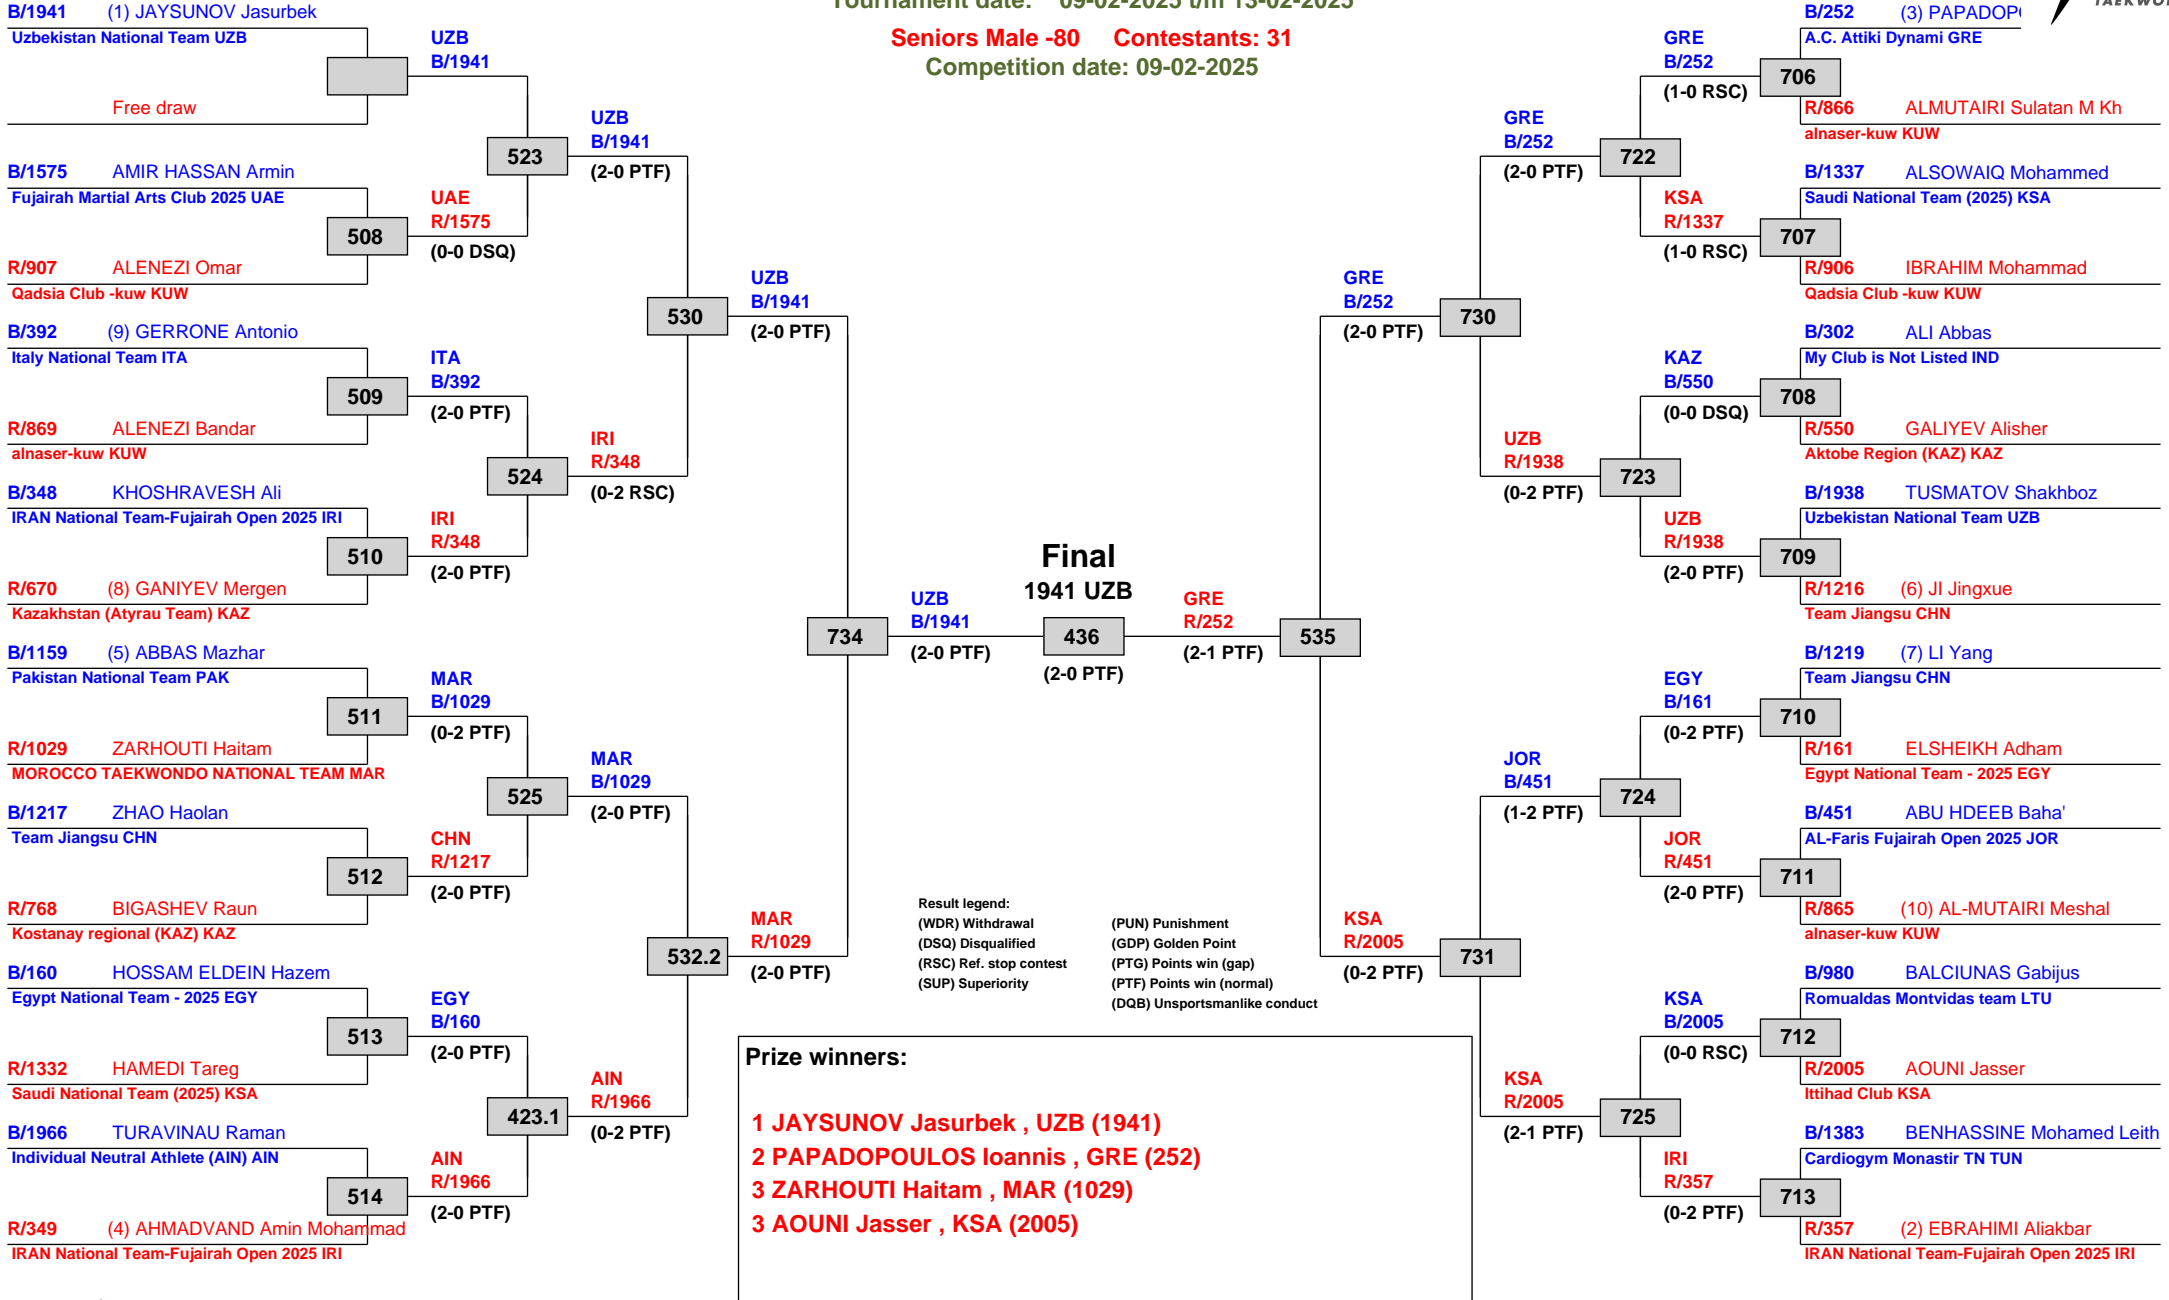 Tournament date: 09-02-2025 t/m 13-02-2025
Seniors Male -80 Contestants: 31
Competition date: 09-02-2025
B/1941 (1) JAYSUNOV Jasurbek
Uzbekistan National Team UZB
Free draw
B/1575 AMIR HASSAN Armin
Fujairah Martial Arts Club 2025 UAE
508
R/907 ALENEZI Omar
Qadsia Club -kuw KUW
B/392 (9) GERRONE Antonio
Italy National Team ITA
509
R/869 ALENEZI Bandar
alnaser-kuw KUW
B/348 KHOSHRAVESH Ali
IRAN National Team-Fujairah Open 2025 IRI
510
R/670 (8) GANIYEV Mergen
Kazakhstan (Atyrau Team) KAZ
B/1159 (5) ABBAS Mazhar
Pakistan National Team PAK
511
R/1029 ZARHOUTI Haitam
MOROCCO TAEKWONDO NATIONAL TEAM MAR
B/1217 ZHAO Haolan
Team Jiangsu CHN
512
R/768 BIGASHEV Raun
Kostanay regional (KAZ) KAZ
B/160 HOSSAM ELDEIN Hazem
Egypt National Team - 2025 EGY
513
R/1332 HAMEDI Tareg
Saudi National Team (2025) KSA
B/1966 TURAVINAU Raman
Individual Neutral Athlete (AIN) AIN
514
R/349 (4) AHMADVAND Amin Mohammad
IRAN National Team-Fujairah Open 2025 IRI
UZB
B/1941
523
UAE
R/1575
(0-0 DSQ)
ITA
B/392
(2-0 PTF)
524
IRI
R/348
(2-0 PTF)
MAR
B/1029
(0-2 PTF)
525
CHN
R/1217
(2-0 PTF)
EGY
B/160
(2-0 PTF)
423.1
AIN
R/1966
(2-0 PTF)
UZB
B/1941
(2-0 PTF)
530
IRI
R/348
(0-2 RSC)
MAR
B/1029
(2-0 PTF)
532.2
AIN
R/1966
(0-2 PTF)
UZB
B/1941
(2-0 PTF)
734
MAR
R/1029
(2-0 PTF)
UZB
B/1941
(2-0 PTF)
Final
1941 UZB
436
(2-0 PTF)
GRE
R/252
(2-1 PTF)
535
GRE
B/252
(2-0 PTF)
KSA
R/2005
(0-2 PTF)
730
731
GRE
B/252
(2-0 PTF)
UZB
R/1938
(0-2 PTF)
JOR
B/451
(1-2 PTF)
KSA
R/2005
(2-1 PTF)
722
723
724
725
GRE
B/252
(1-0 RSC)
KSA
R/1337
(1-0 RSC)
KAZ
B/550
(0-0 DSQ)
UZB
R/1938
(2-0 PTF)
EGY
B/161
(0-2 PTF)
JOR
R/451
(2-0 PTF)
KSA
B/2005
(0-0 RSC)
IRI
R/357
(0-2 PTF)
B/252 (3)
A.C. Attiki Dynami GRE
706
R/866 ALMUTAIRI Sulatan M Kh
alnaser-kuw KUW
B/1337 ALSOWAIQ Mohammed
Saudi National Team (2025) KSA
707
R/906 IBRAHIM Mohammad
Qadsia Club -kuw KUW
B/302 ALI Abbas
My Club is Not Listed IND
708
R/550 GALIYEV Alisher
Aktobe Region (KAZ) KAZ
B/1938 TUSMATOV Shakhboz
Uzbekistan National Team UZB
709
R/1216 (6) JI Jingxue
Team Jiangsu CHN
B/1219 (7) LI Yang
Team Jiangsu CHN
710
R/161 ELSHEIKH Adham
Egypt National Team - 2025 EGY
B/451 ABU HDEEB Baha'
AL-Faris Fujairah Open 2025 JOR
711
R/865 (10) AL-MUTAIRI Meshal
alnaser-kuw KUW
B/980 BALCIUNAS Gabijus
Romualdas Montvidas team LTU
712
R/2005 AOUNI Jasser
Ittihad Club KSA
B/1383 BENHASSINE Mohamed Leith
Cardiogym Monastir TN TUN
713
R/357 (2) EBRAHIMI Aliakbar
IRAN National Team-Fujairah Open 2025 IRI
Result legend:
(WDR) Withdrawal (PUN) Punishment
(DSQ) Disqualified (GDP) Golden Point
(RSC) Ref. stop contest (PTG) Points win (gap)
(SUP) Superiority (PTF) Points win (normal)
(DQB) Unsportsmanlike conduct
Prize winners:
1 JAYSUNOV Jasurbek , UZB (1941)
2 PAPADOPOULOS Ioannis , GRE (252)
3 ZARHOUTI Haitam , MAR (1029)
3 AOUNI Jasser , KSA (2005)